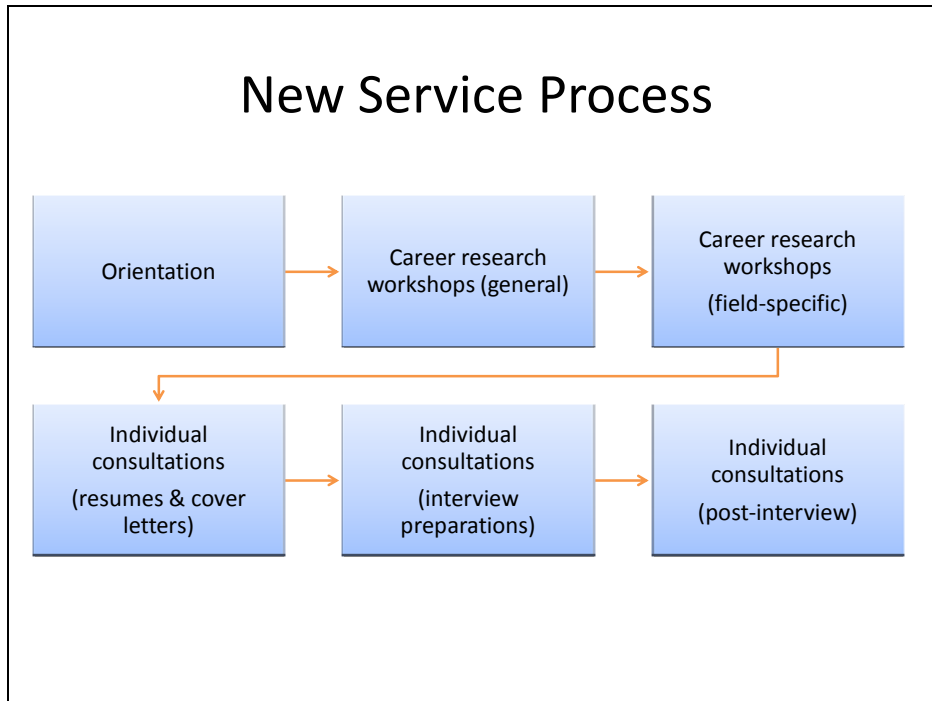 New Service Process
Orientation
Career research
workshops (general)
Career research
workshops
(field-specific)
Individual
consultations
(resumes & cover
letters)
Individual
consultations
(interview
preparations)
Individual
consultations
(post-interview)